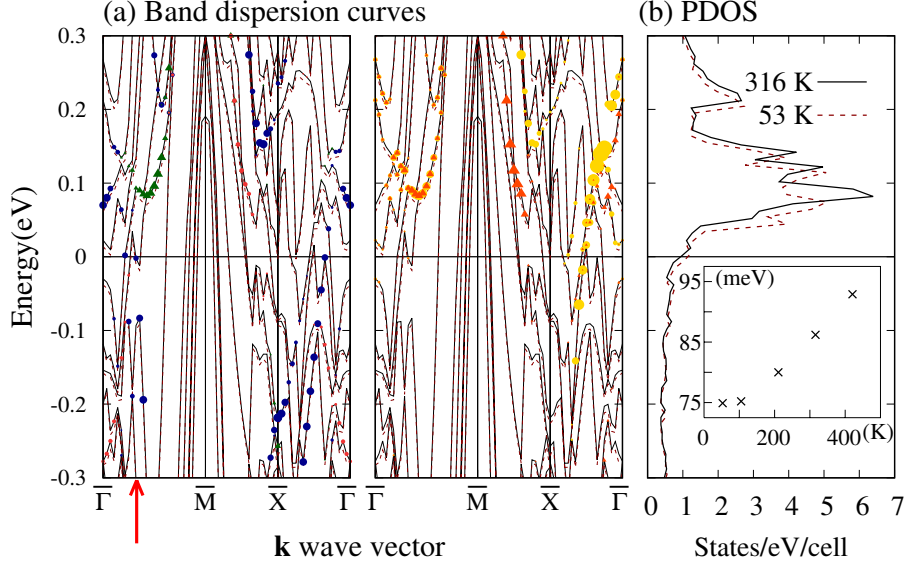 (a) Band dispersion curves
(b) PDOS
Energy(eV)
0.3
0.2
0.1
0
-0.1
-0.2
-0.3
Γ̅ M̅ X̅ Γ̅
Γ̅ M̅ X̅ Γ̅
k wave vector
316 K
53 K
(meV)
95
85
75
0 200 400 (K)
0 1 2 3 4 5 6 7
States/eV/cell